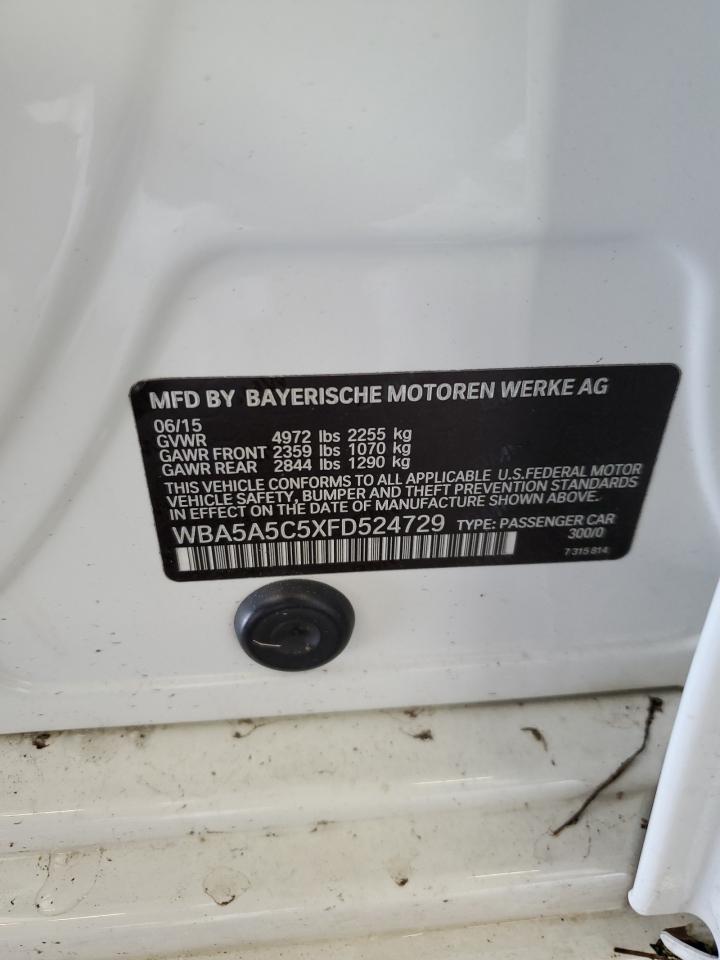 MFD BY BAYERISCHE MOTOREN WERKE AG
06/15
GVWR 4972 lbs 2255 kg
GAWR FRONT 2359 lbs 1070 kg
GAWR REAR 2844 lbs 1290 kg
THIS VEHICLE CONFORMS TO ALL APPLICABLE U.S.FEDERAL MOTOR
VEHICLE SAFETY, BUMPER AND THEFT PREVENTION STANDARDS
IN EFFECT ON THE DATE OF MANUFACTURE SHOWN ABOVE.
WBA5A5C5XFD524729 TYPE: PASSENGER CAR
300/0
7 315 814